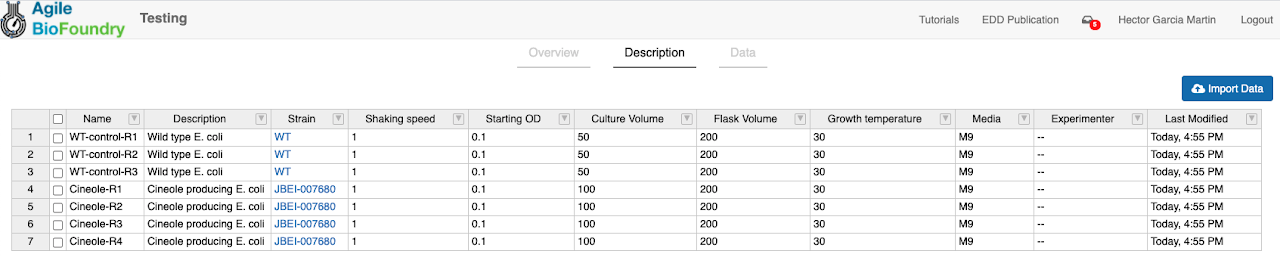 Agile
BioFoundry
Testing
Tutorials EDD Publication 5 Hector Garcia Martin Logout
Overview Description Data
Import Data
Name Description Strain Shaking speed Starting OD Culture Volume Flask Volume Growth temperature Media Experimenter Last Modified
1 WT-control-R1 Wild type E. coli WT 1 0.1 50 200 30 M9 -- Today, 4:55 PM
2 WT-control-R2 Wild type E. coli WT 1 0.1 50 200 30 M9 -- Today, 4:55 PM
3 WT-control-R3 Wild type E. coli WT 1 0.1 50 200 30 M9 -- Today, 4:55 PM
4 Cineole-R1 Cineole producing E. coli JBEI-007680 1 0.1 100 200 30 M9 -- Today, 4:55 PM
5 Cineole-R2 Cineole producing E. coli JBEI-007680 1 0.1 100 200 30 M9 -- Today, 4:55 PM
6 Cineole-R3 Cineole producing E. coli JBEI-007680 1 0.1 100 200 30 M9 -- Today, 4:55 PM
7 Cineole-R4 Cineole producing E. coli JBEI-007680 1 0.1 100 200 30 M9 -- Today, 4:55 PM